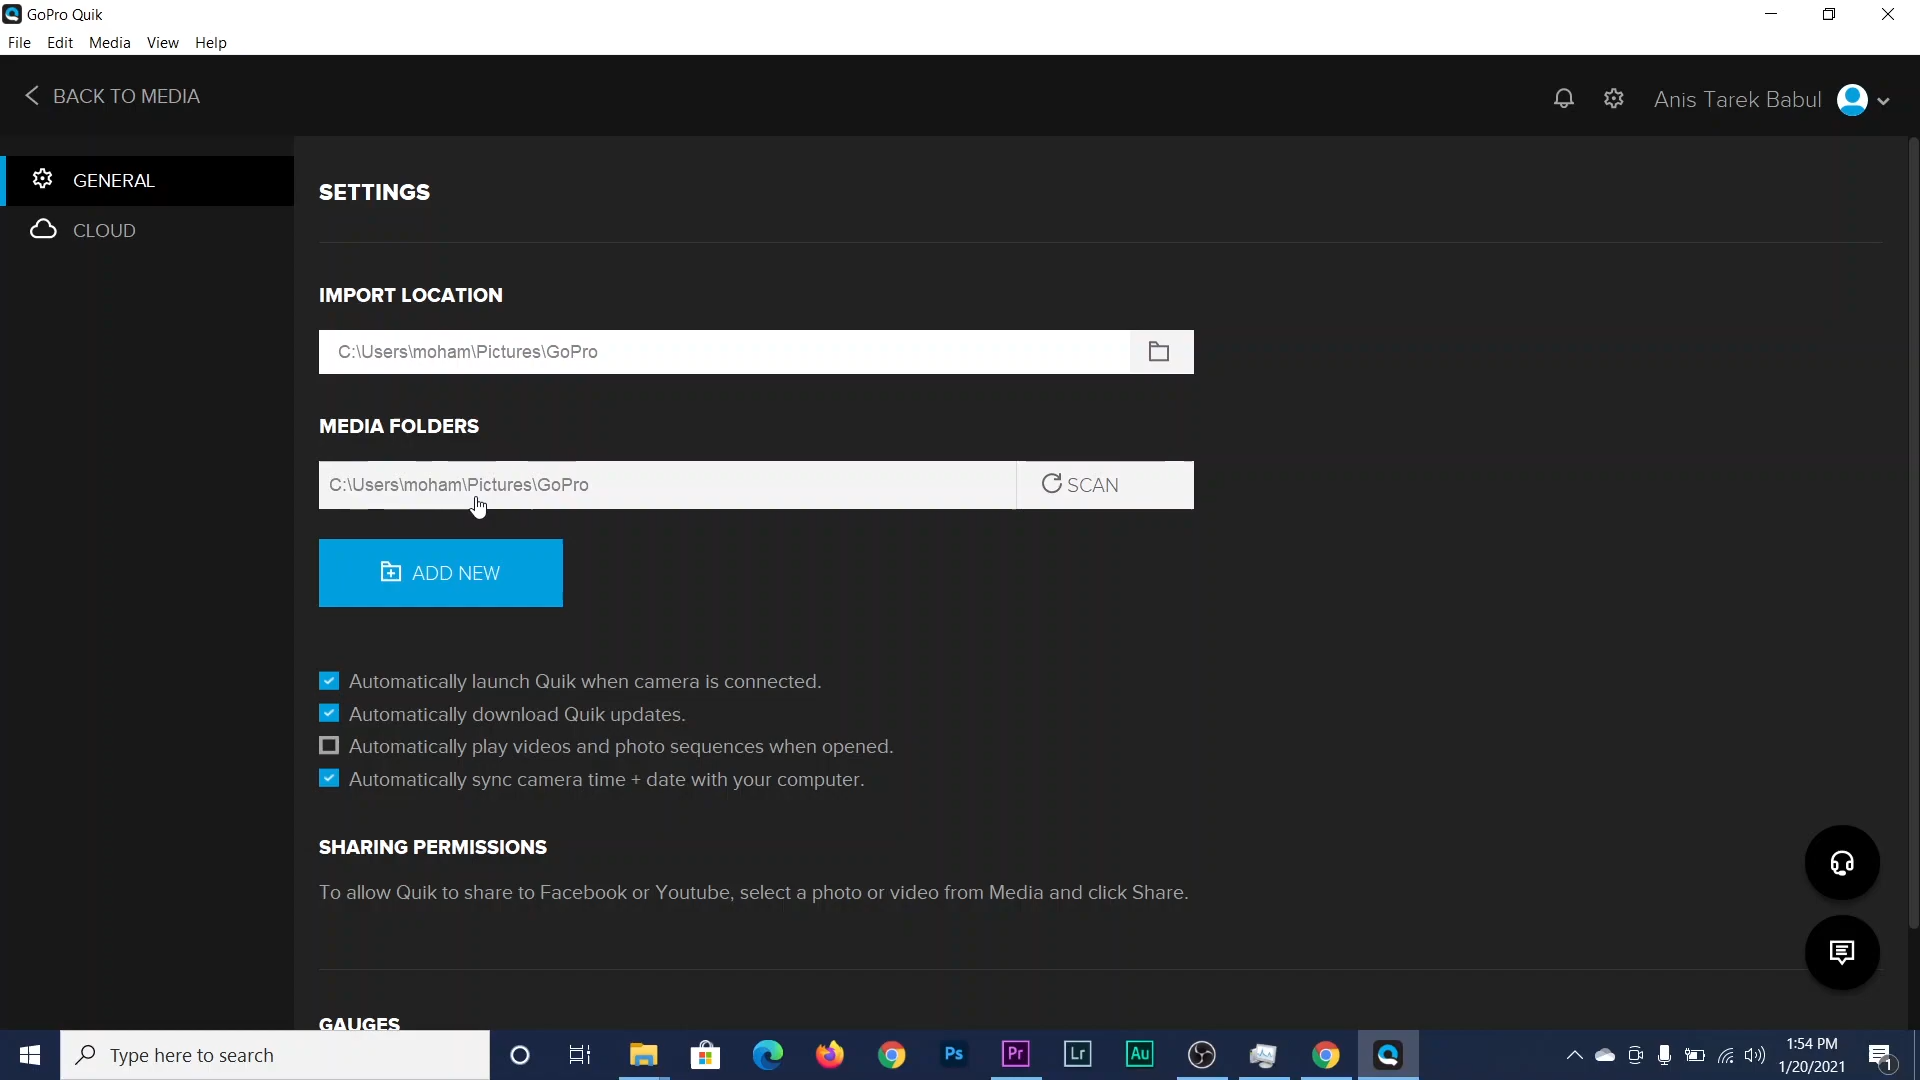 GoPro Quik
File Edit Media View Help
BACK TO MEDIA
Anis Tarek Babul
GENERAL
CLOUD
SETTINGS
IMPORT LOCATION
C:\Users\moham\Pictures\GoPro
MEDIA FOLDERS
C:\Users\moham\Pictures\GoPro
SCAN
ADD NEW
Automatically launch Quik when camera is connected.
Automatically download Quik updates.
Automatically play videos and photo sequences when opened.
Automatically sync camera time + date with your computer.
SHARING PERMISSIONS
To allow Quik to share to Facebook or Youtube, select a photo or video from Media and click Share.
GAUGES
Type here to search
Ps
Pr
Lr
Au
1:54 PM
1/20/2021
1